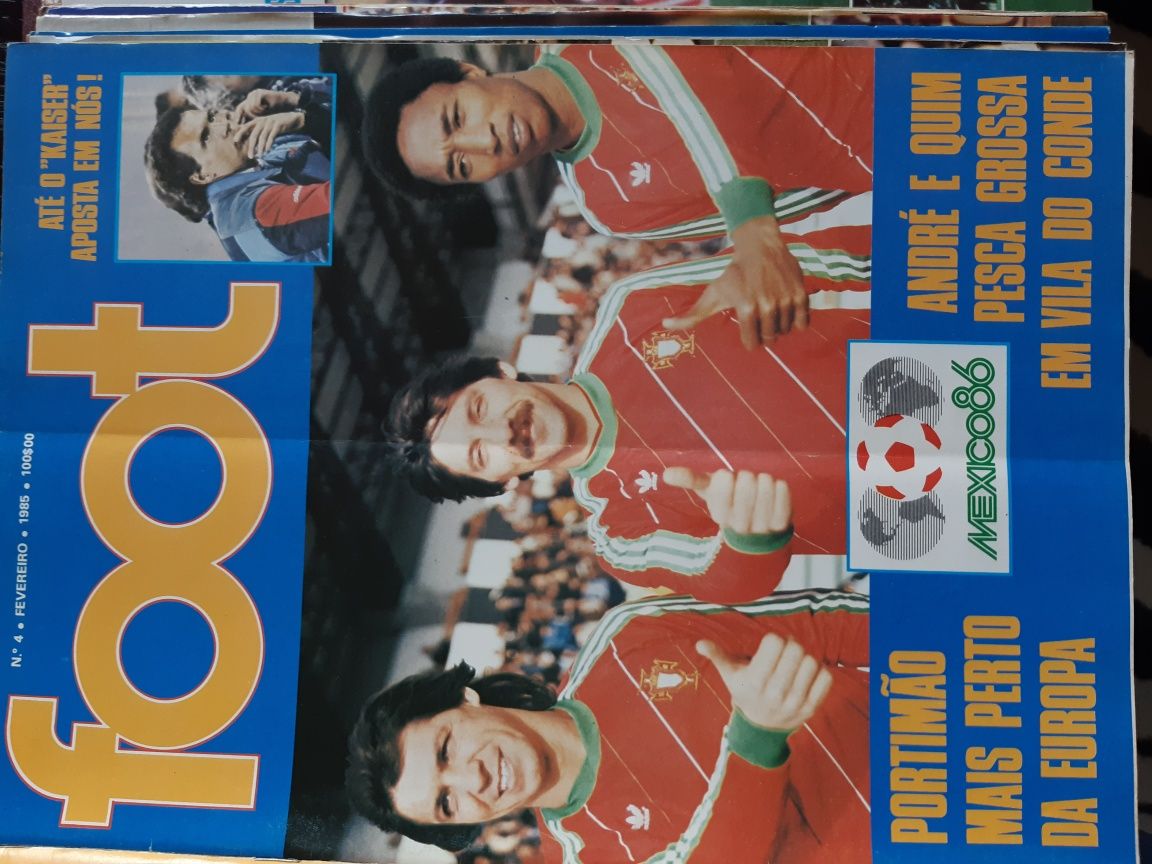 N.º 4 • FEVEREIRO • 1985 • 100$00
foot
ATÉ O "KAISER"
APOSTA EM NÓS!
PORTIMÃO
MAIS PERTO
DA EUROPA
MEXICO86
ANDRÉ E QUIM
PESCA GROSSA
EM VILA DO CONDE